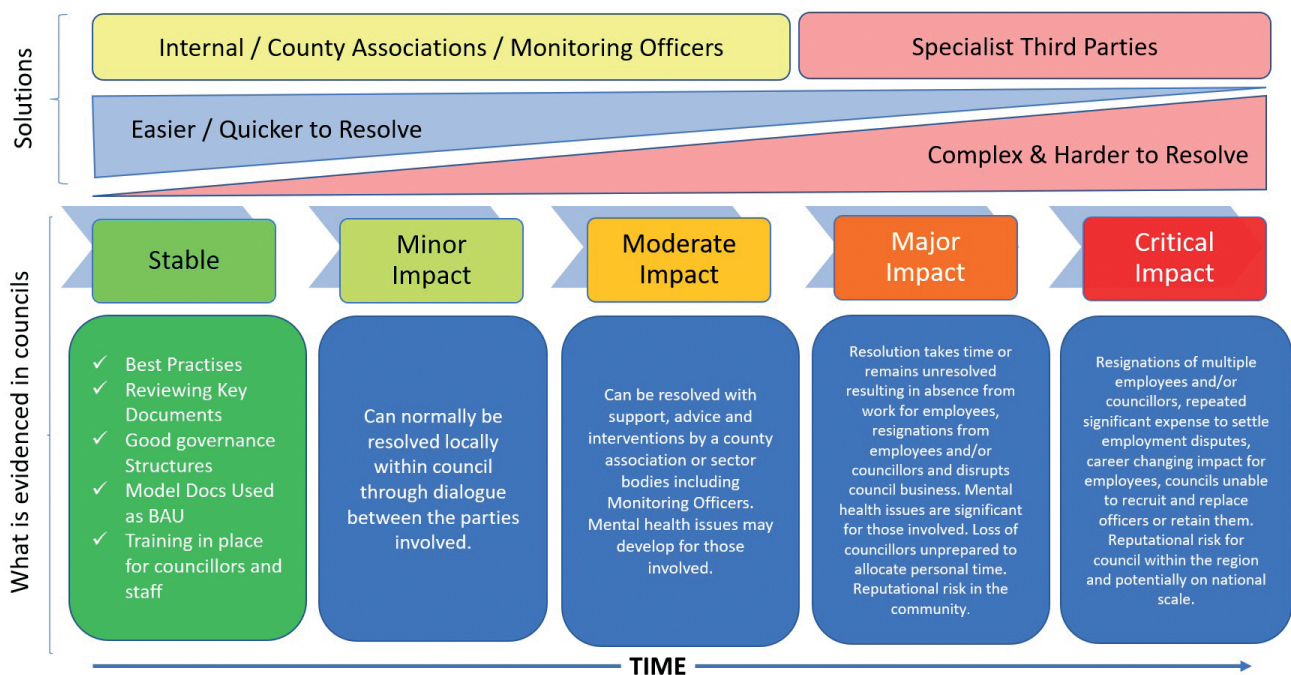 Solutions
Internal / County Associations / Monitoring Officers
Specialist Third Parties
Easier / Quicker to Resolve
Complex & Harder to Resolve
What is evidenced in councils
Stable
Minor
Impact
Moderate
Impact
Major
Impact
Critical
Impact
✓ Best Practises
✓ Reviewing Key
Documents
✓ Good governance
Structures
✓ Model Docs Used
as BAU
✓ Training in place
for councillors and
staff
Can normally be
resolved locally
within council
through dialogue
between the parties
involved.
Can be resolved with
support, advice and
interventions by a county
association or sector
bodies including
Monitoring Officers.
Mental health issues may
develop for those
involved.
Resolution takes time or
remains unresolved
resulting in absence from
work for employees,
resignations from
employees and/or
councillors and disrupts
council business. Mental
health issues are significant
for those involved. Loss of
councillors unprepared to
allocate personal time.
Reputational risk in the
community.
Resignations of multiple
employees and/or
councillors, repeated
significant expense to settle
employment disputes,
career changing impact for
employees, councils unable
to recruit and replace
officers or retain them.
Reputational risk for
council within the region
and potentially on national
scale.
TIME